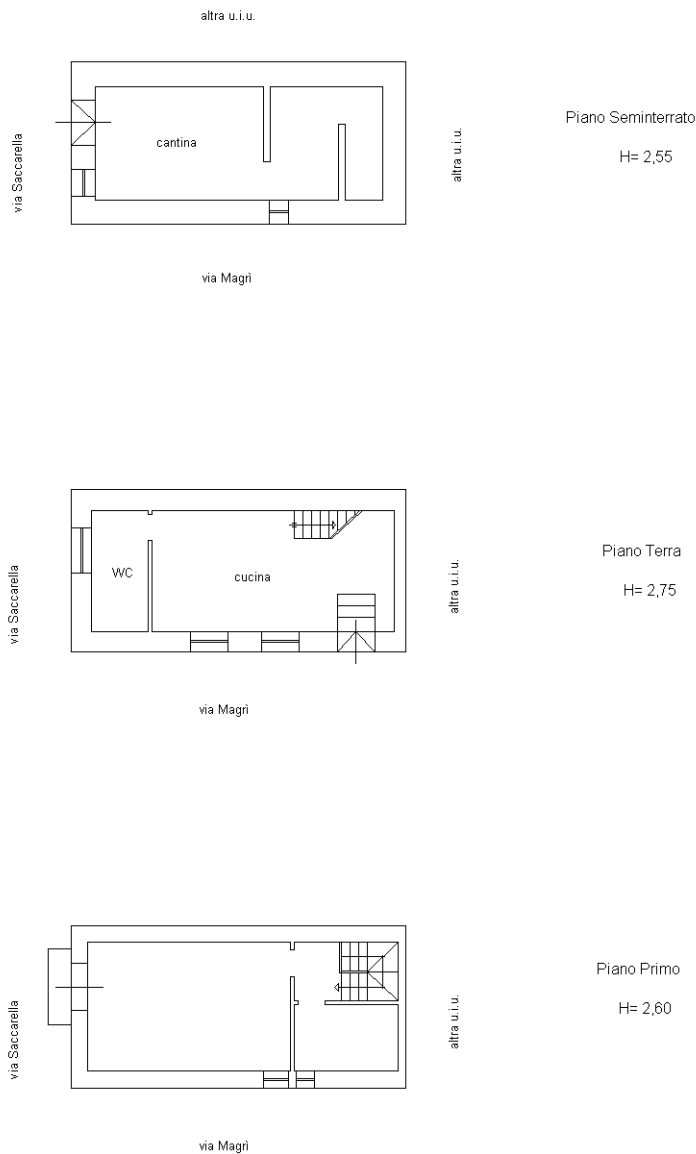 altra u.i.u.
via Saccarella
cantina
altra u.i.u.
Piano Seminterrato
H= 2,55
via Magrì
via Saccarella
WC
cucina
altra u.i.u.
Piano Terra
H= 2,75
via Magrì
via Saccarella
altra u.i.u.
Piano Primo
H= 2,60
via Magrì